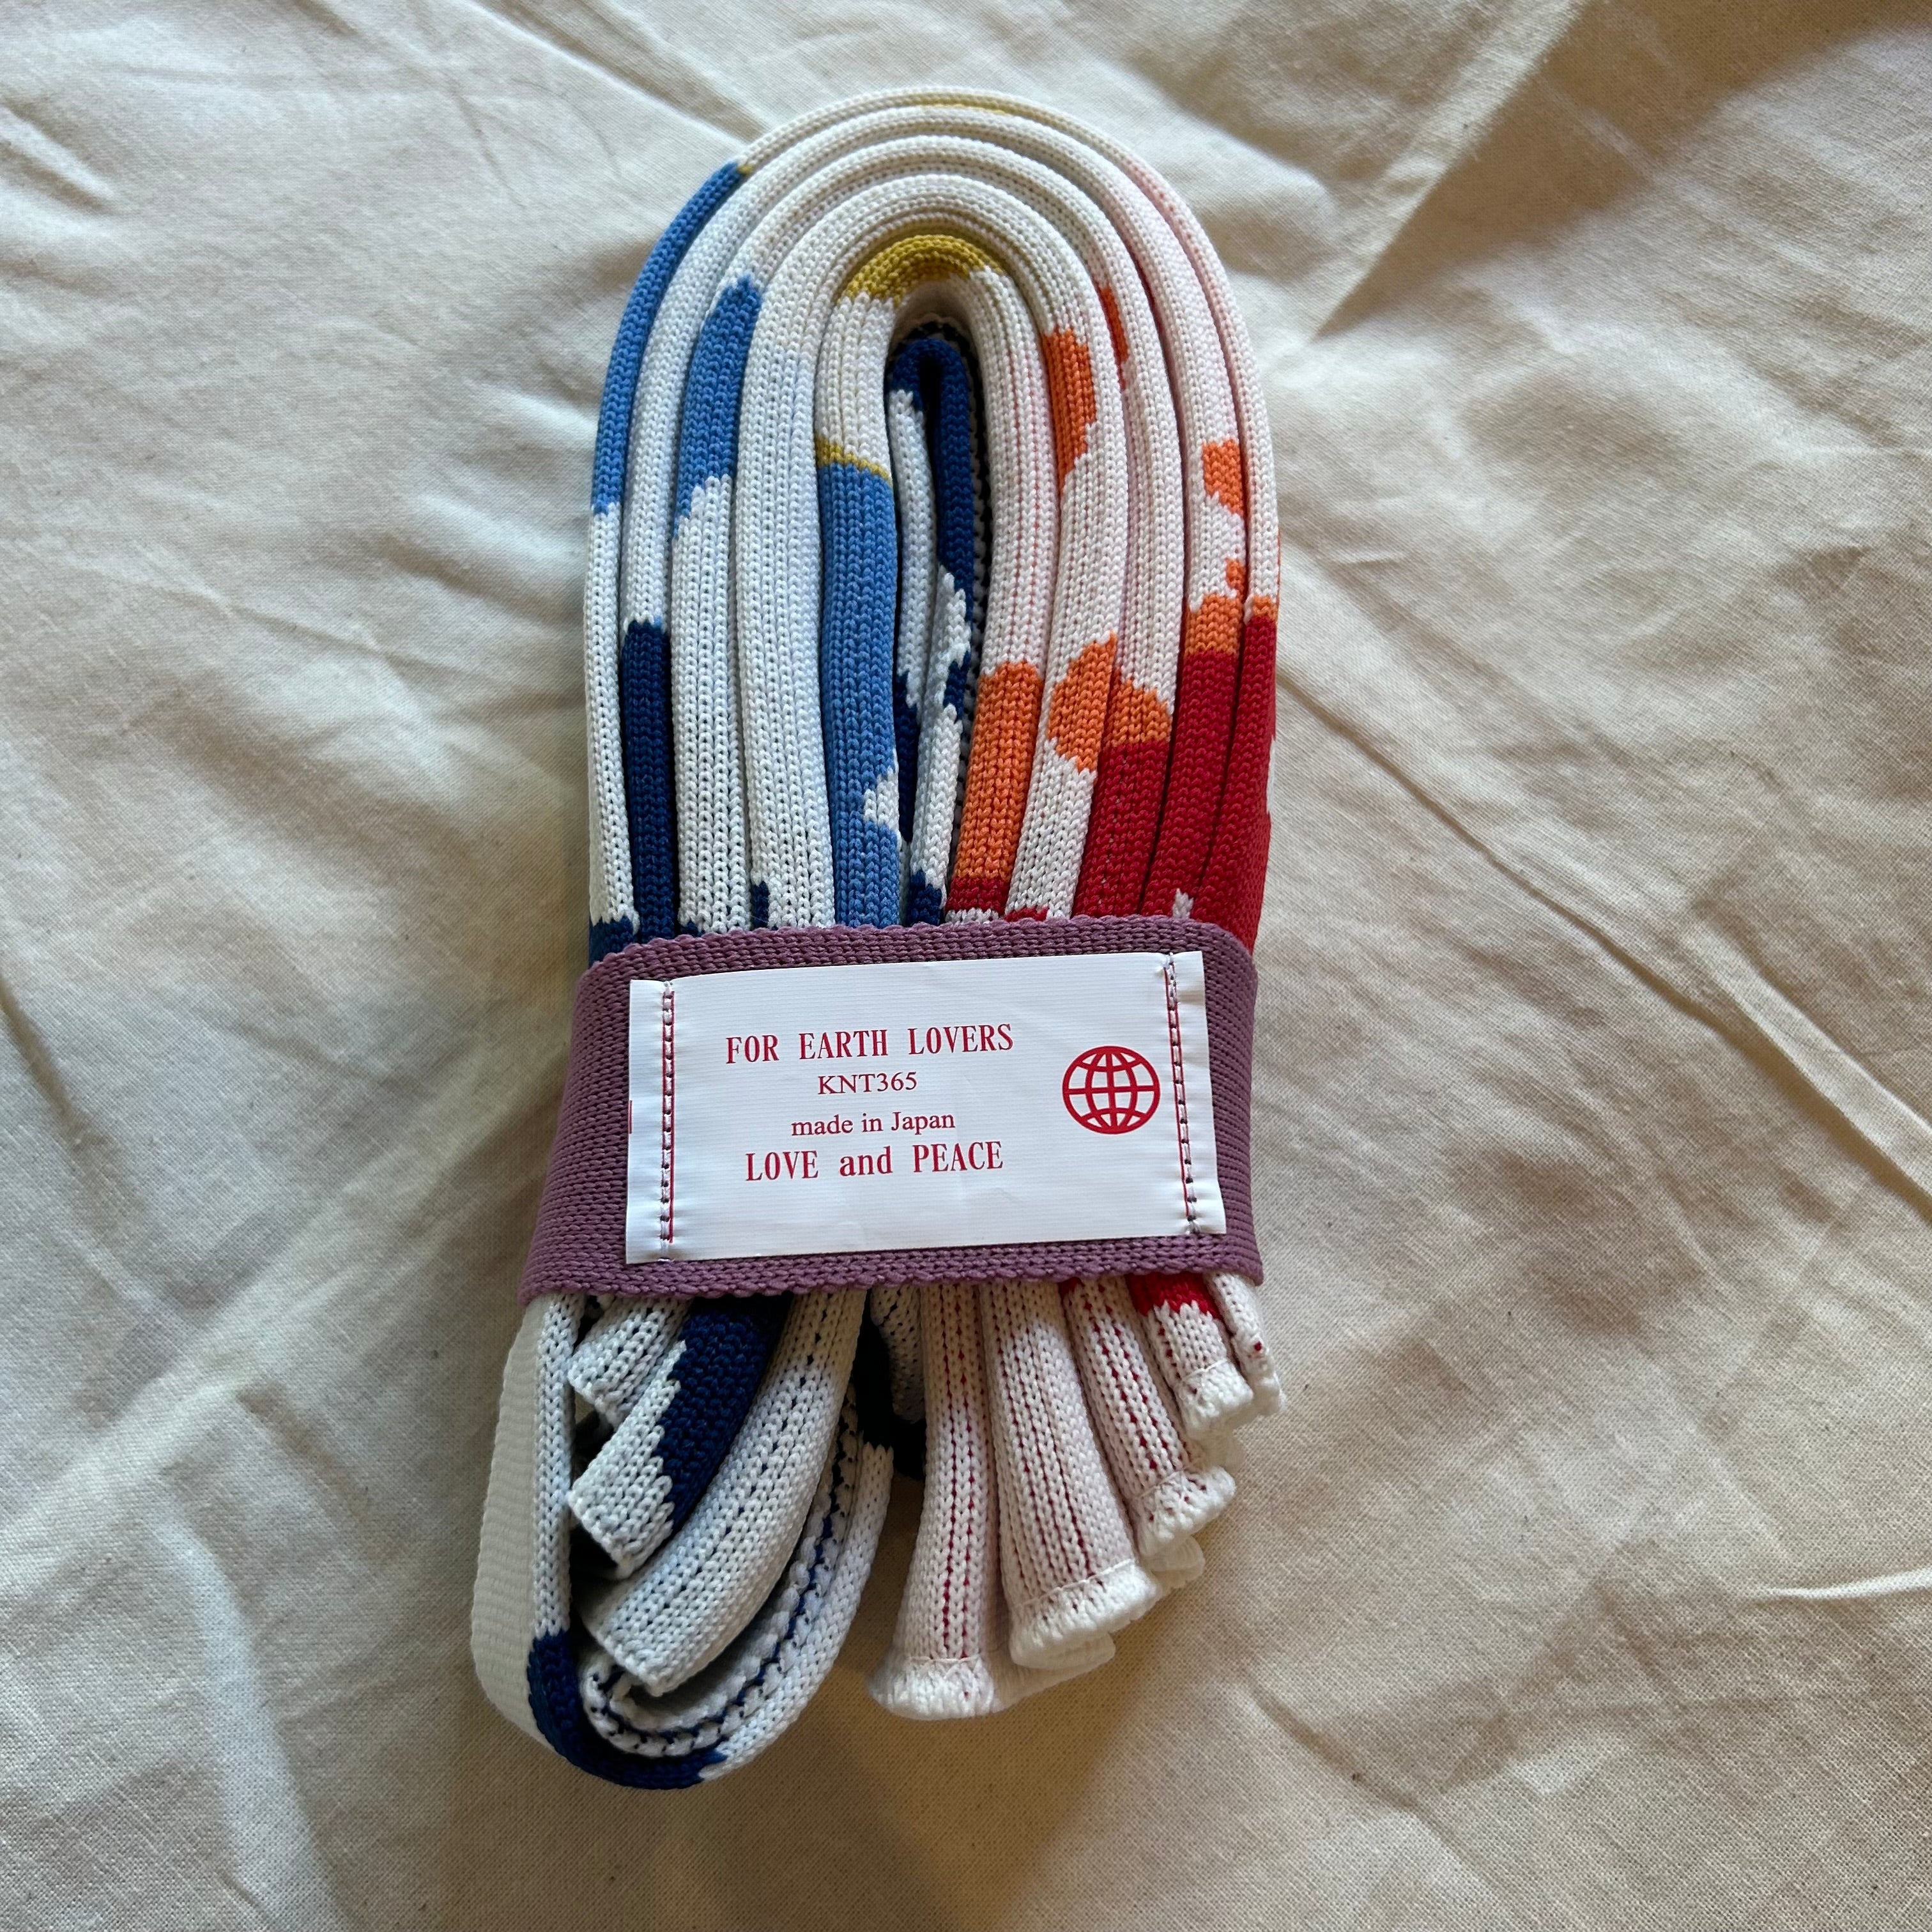 FOR EARTH LOVERS
KNT365
made in Japan
LOVE and PEACE